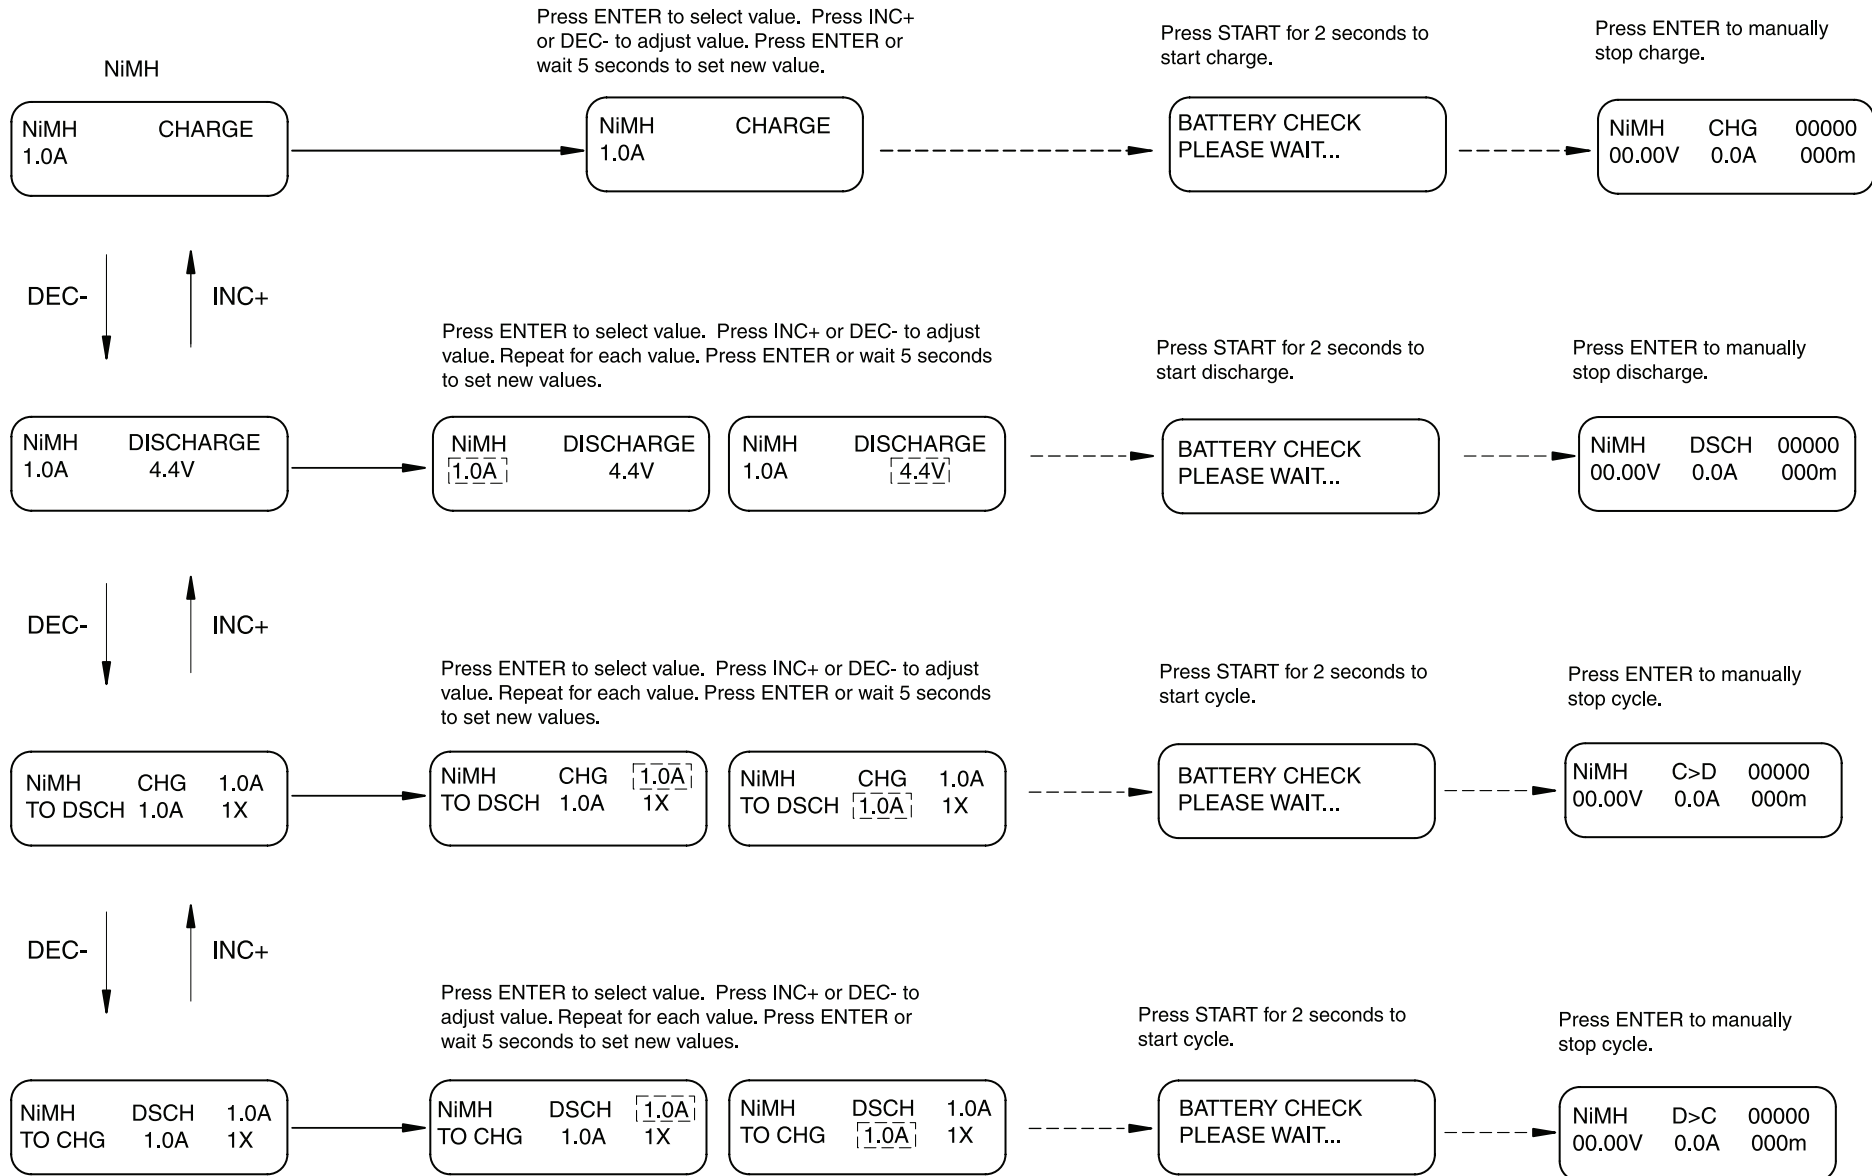 NiMH
Press ENTER to select value. Press INC+
or DEC- to adjust value. Press ENTER or
wait 5 seconds to set new value.
Press START for 2 seconds to
start charge.
Press ENTER to manually
stop charge.
NiMH CHARGE
1.0A
NiMH CHARGE
1.0A
BATTERY CHECK
PLEASE WAIT...
NiMH CHG 00000
00.00V 0.0A 000m
DEC- INC+
Press ENTER to select value. Press INC+ or DEC- to adjust
value. Repeat for each value. Press ENTER or wait 5 seconds
to set new values.
Press START for 2 seconds to
start discharge.
Press ENTER to manually
stop discharge.
NiMH DISCHARGE
1.0A 4.4V
NiMH DISCHARGE
1.0A 4.4V
NiMH DISCHARGE
1.0A 4.4V
BATTERY CHECK
PLEASE WAIT...
NiMH DSCH 00000
00.00V 0.0A 000m
DEC- INC+
Press ENTER to select value. Press INC+ or DEC- to adjust
value. Repeat for each value. Press ENTER or wait 5 seconds
to set new values.
Press START for 2 seconds to
start cycle.
Press ENTER to manually
stop cycle.
NiMH CHG 1.0A
TO DSCH 1.0A 1X
NiMH CHG 1.0A
TO DSCH 1.0A 1X
NiMH CHG 1.0A
TO DSCH 1.0A 1X
BATTERY CHECK
PLEASE WAIT...
NiMH C>D 00000
00.00V 0.0A 000m
DEC- INC+
Press ENTER to select value. Press INC+ or DEC- to
adjust value. Repeat for each value. Press ENTER or
wait 5 seconds to set new values.
Press START for 2 seconds to
start cycle.
Press ENTER to manually
stop cycle.
NiMH DSCH 1.0A
TO CHG 1.0A 1X
NiMH DSCH 1.0A
TO CHG 1.0A 1X
NiMH DSCH 1.0A
TO CHG 1.0A 1X
BATTERY CHECK
PLEASE WAIT...
NiMH D>C 00000
00.00V 0.0A 000m